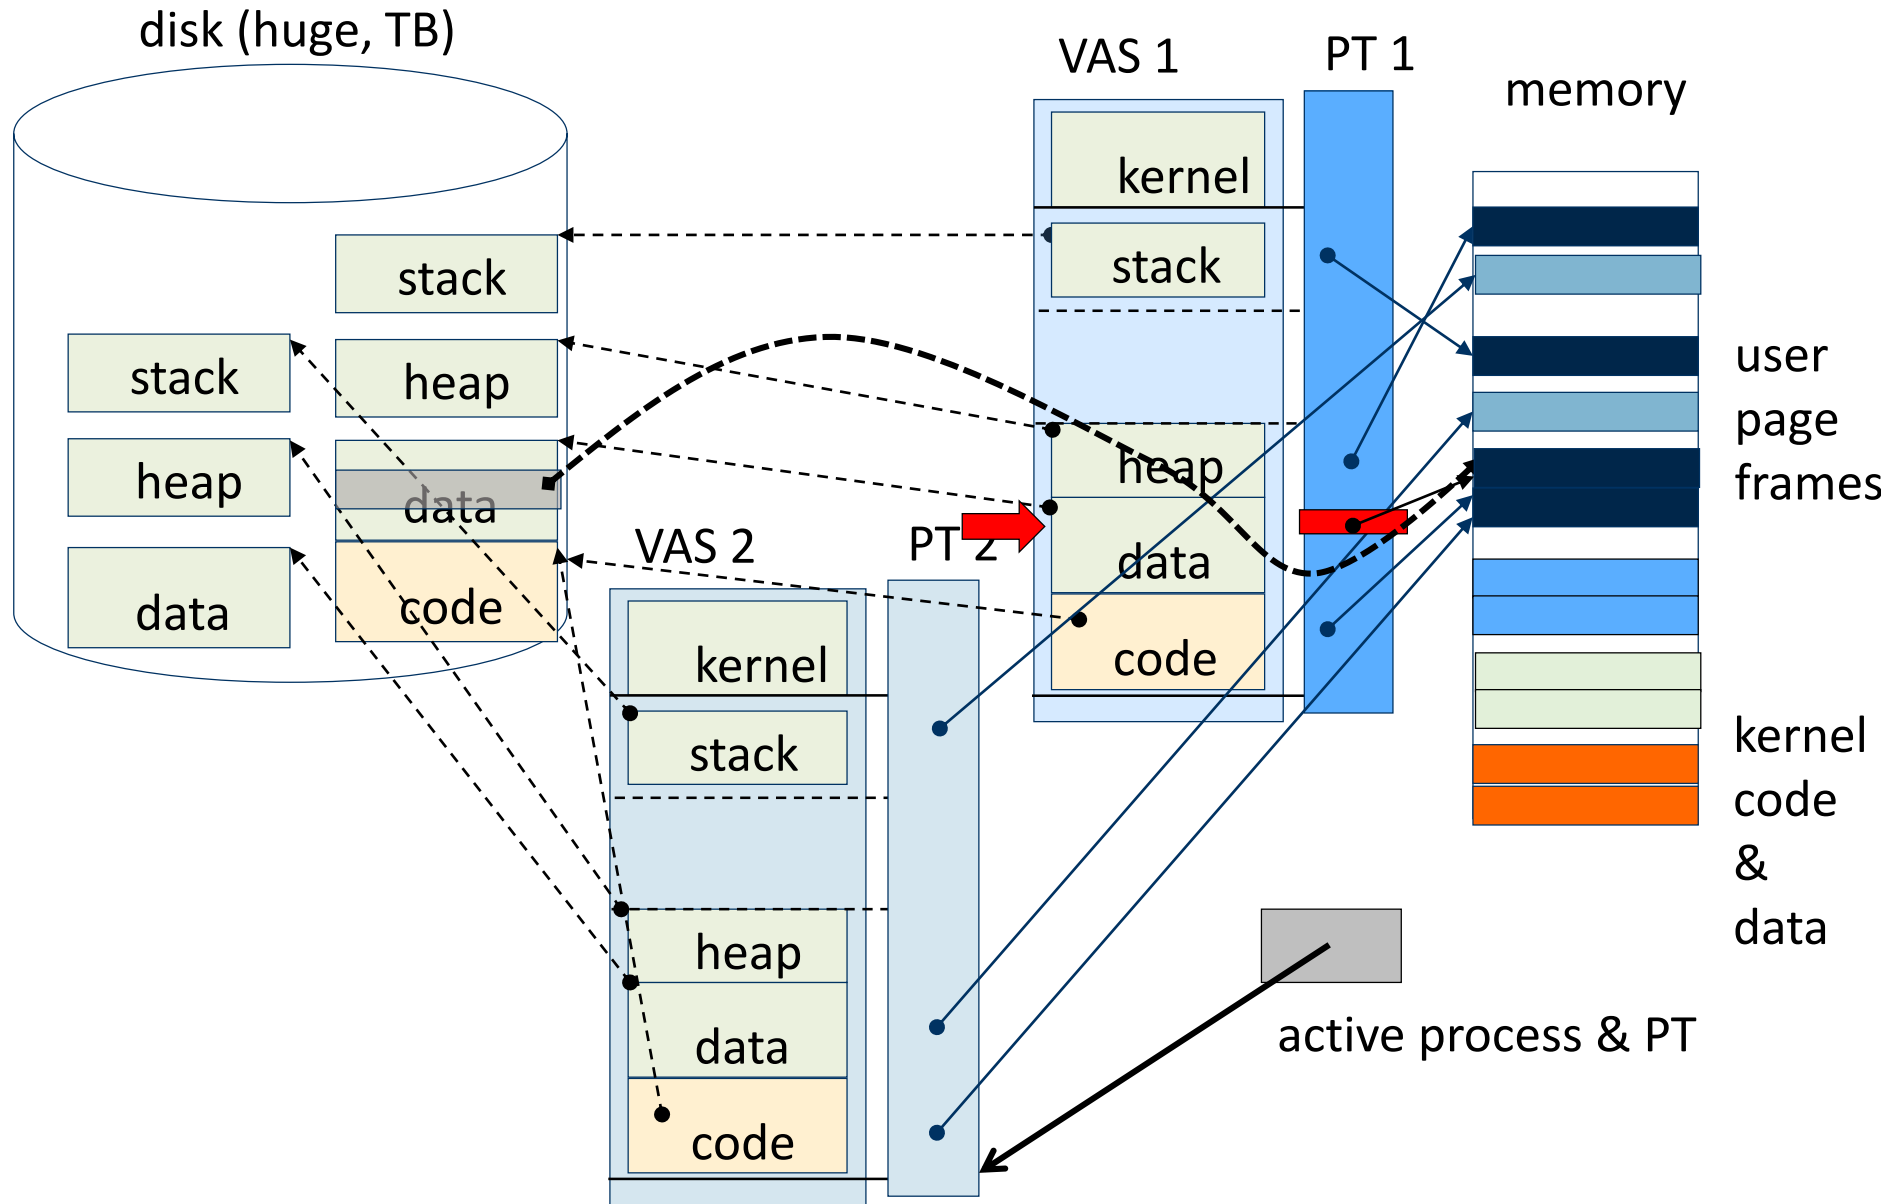 disk (huge, TB)
VAS 1
PT 1
memory
kernel
stack
stack
heap
data
code
stack
heap
data
heap
data
code
user
page
frames
VAS 2
PT 2
kernel
stack
heap
data
code
kernel
code
&
data
active process & PT